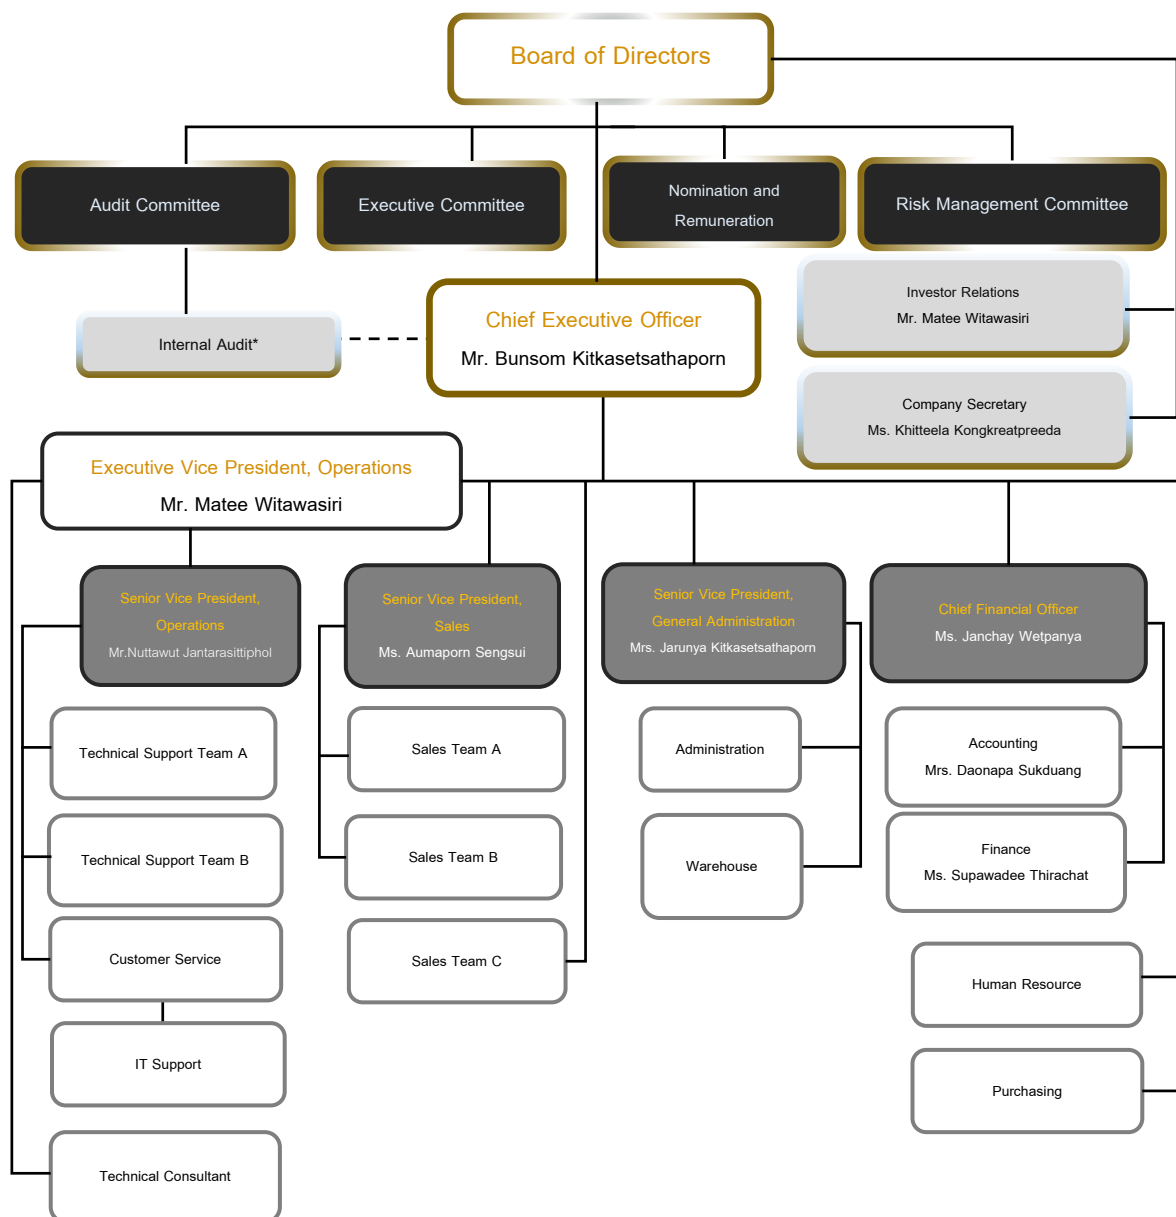 Board of Directors
Audit Committee
Executive Committee
Nomination and
Remuneration
Risk Management Committee
Investor Relations
Mr. Matee Witawasiri
Chief Executive Officer
Mr. Bunsom Kitkasetsathaporn
Internal Audit*
Company Secretary
Ms. Khitteela Kongkreatpreeda
Executive Vice President, Operations
Mr. Matee Witawasiri
Senior Vice President,
Operations
Mr.Nuttawut Jantarasittiphol
Senior Vice President,
Sales
Ms. Aumaporn Sengsui
Senior Vice President,
General Administration
Mrs. Jarunya Kitkasetsathaporn
Chief Financial Officer
Ms. Janchay Wetpanya
Technical Support Team A
Sales Team A
Administration
Accounting
Mrs. Daonapa Sukduang
Technical Support Team B
Sales Team B
Warehouse
Finance
Ms. Supawadee Thirachat
Customer Service
Sales Team C
Human Resource
IT Support
Purchasing
Technical Consultant